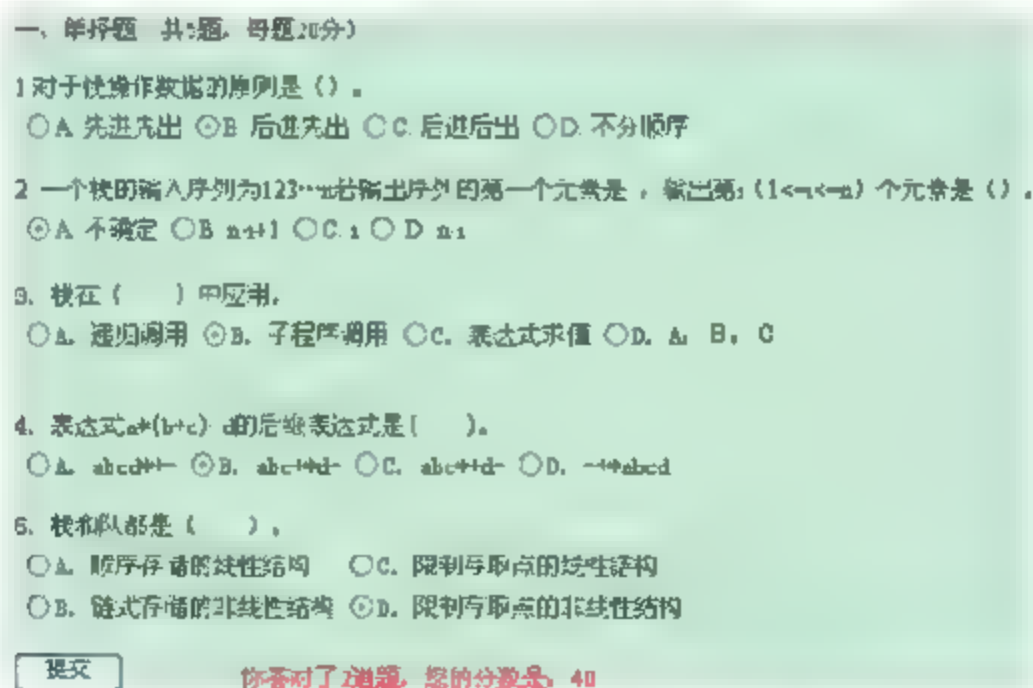 一、单择题 共5题,每题20分)
1对于栈操作数据的原则是()。
A 先进先出 B 后进先出 C 后进后出 D 不分顺序
2 一个栈的输入序列为123…n若输出序列的第一个元素是 ,输出第i(1<=i<=n)个元素是()。
A 不确定 B n-i+1 C i D n-i
3、栈在( )中应用。
A. 递归调用 B. 子程序调用 C. 表达式求值 D. A, B, C
4、表达式a*(b+c) d的后缀表达式是( )。
A. B. abc+*d- C. abc*+d- D. -+*abcd
5、栈和队都是( )。
A. 顺序存储的线性结构 C. 限制存取点的线性结构
B. 链式存储的非线性结构 D. 限制存取点的非线性结构
提交 你答对了2道题,您的分数是:40